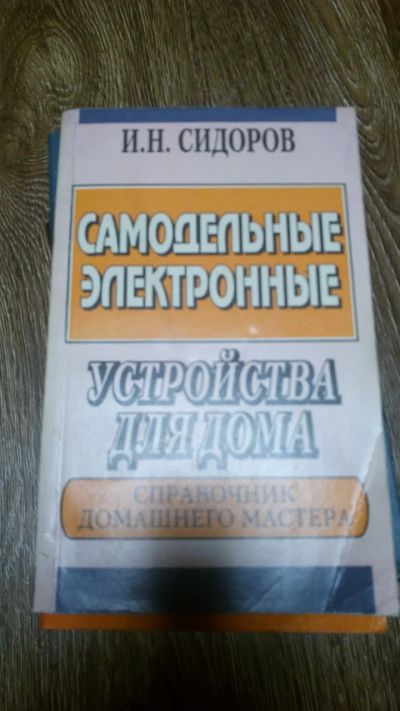 И.Н. СИДОРОВ
САМОДЕЛЬНЫЕ
ЭЛЕКТРОННЫЕ
УСТРОЙСТВА
ДЛЯ ДОМА
СПРАВОЧНИК
ДОМАШНЕГО МАСТЕРА